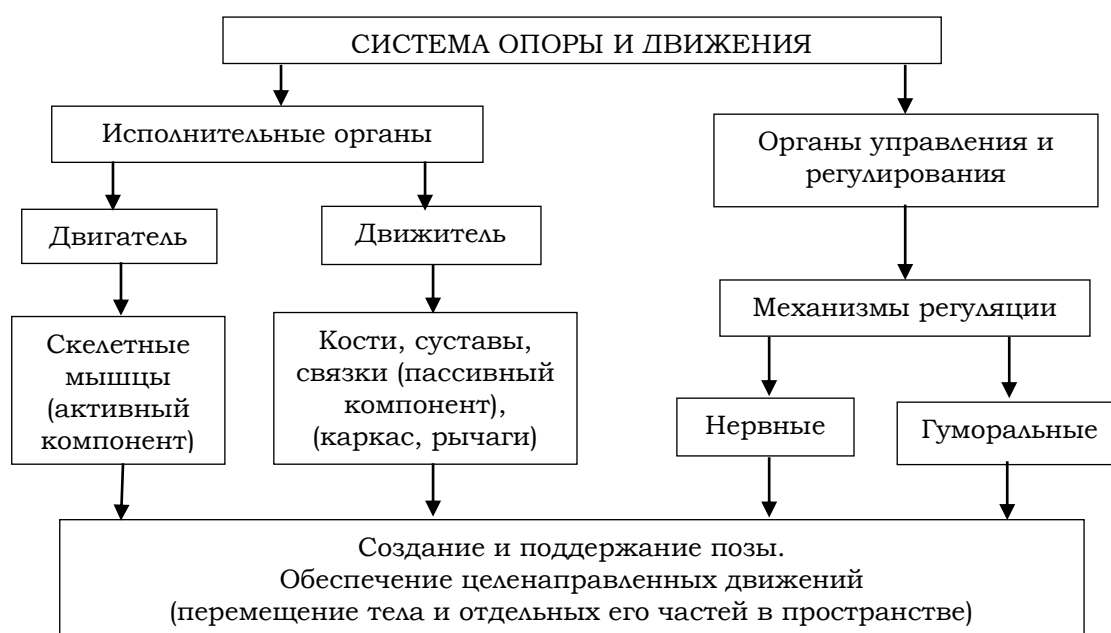 СИСТЕМА ОПОРЫ И ДВИЖЕНИЯ
Исполнительные органы
Органы управления и
регулирования
Двигатель
Движитель
Механизмы регуляции
Скелетные
мышцы
(активный
компонент)
Кости, суставы,
связки (пассивный
компонент),
(каркас, рычаги)
Нервные
Гуморальные
Создание и поддержание позы.
Обеспечение целенаправленных движений
(перемещение тела и отдельных его частей в пространстве)